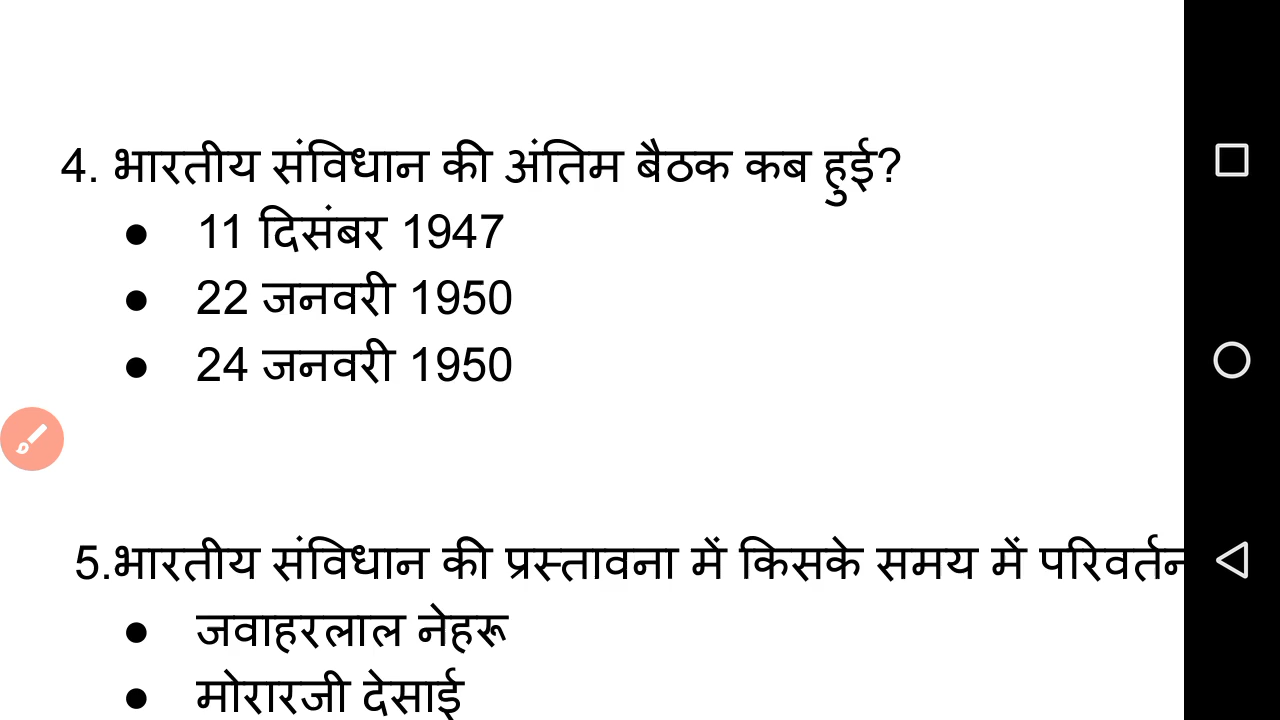 4. भारतीय संविधान की अंतिम बैठक कब हुई?
● 11 दिसंबर 1947
● 22 जनवरी 1950
● 24 जनवरी 1950
5.भारतीय संविधान की प्रस्तावना में किसके समय में परिवर्तन
● जवाहरलाल नेहरू
● मोरारजी देसाई